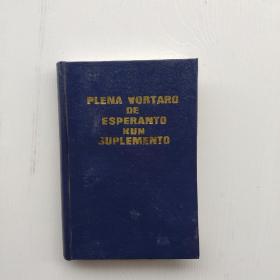 PLENA VORTARO
DE
ESPERANTO
KUN
SUPLEMENTO